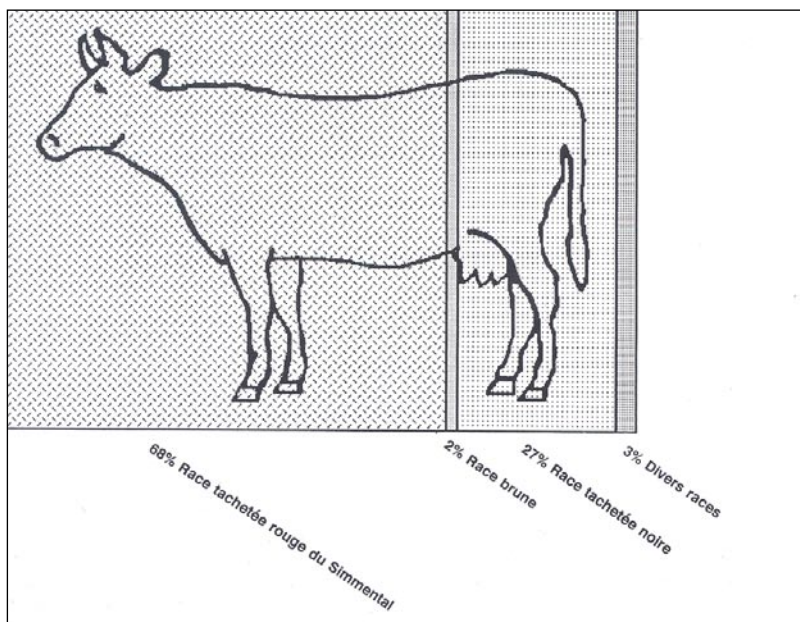 68% Race tachetée rouge du Simmental
2% Race brune
27% Race tachetée noire
3% Divers races